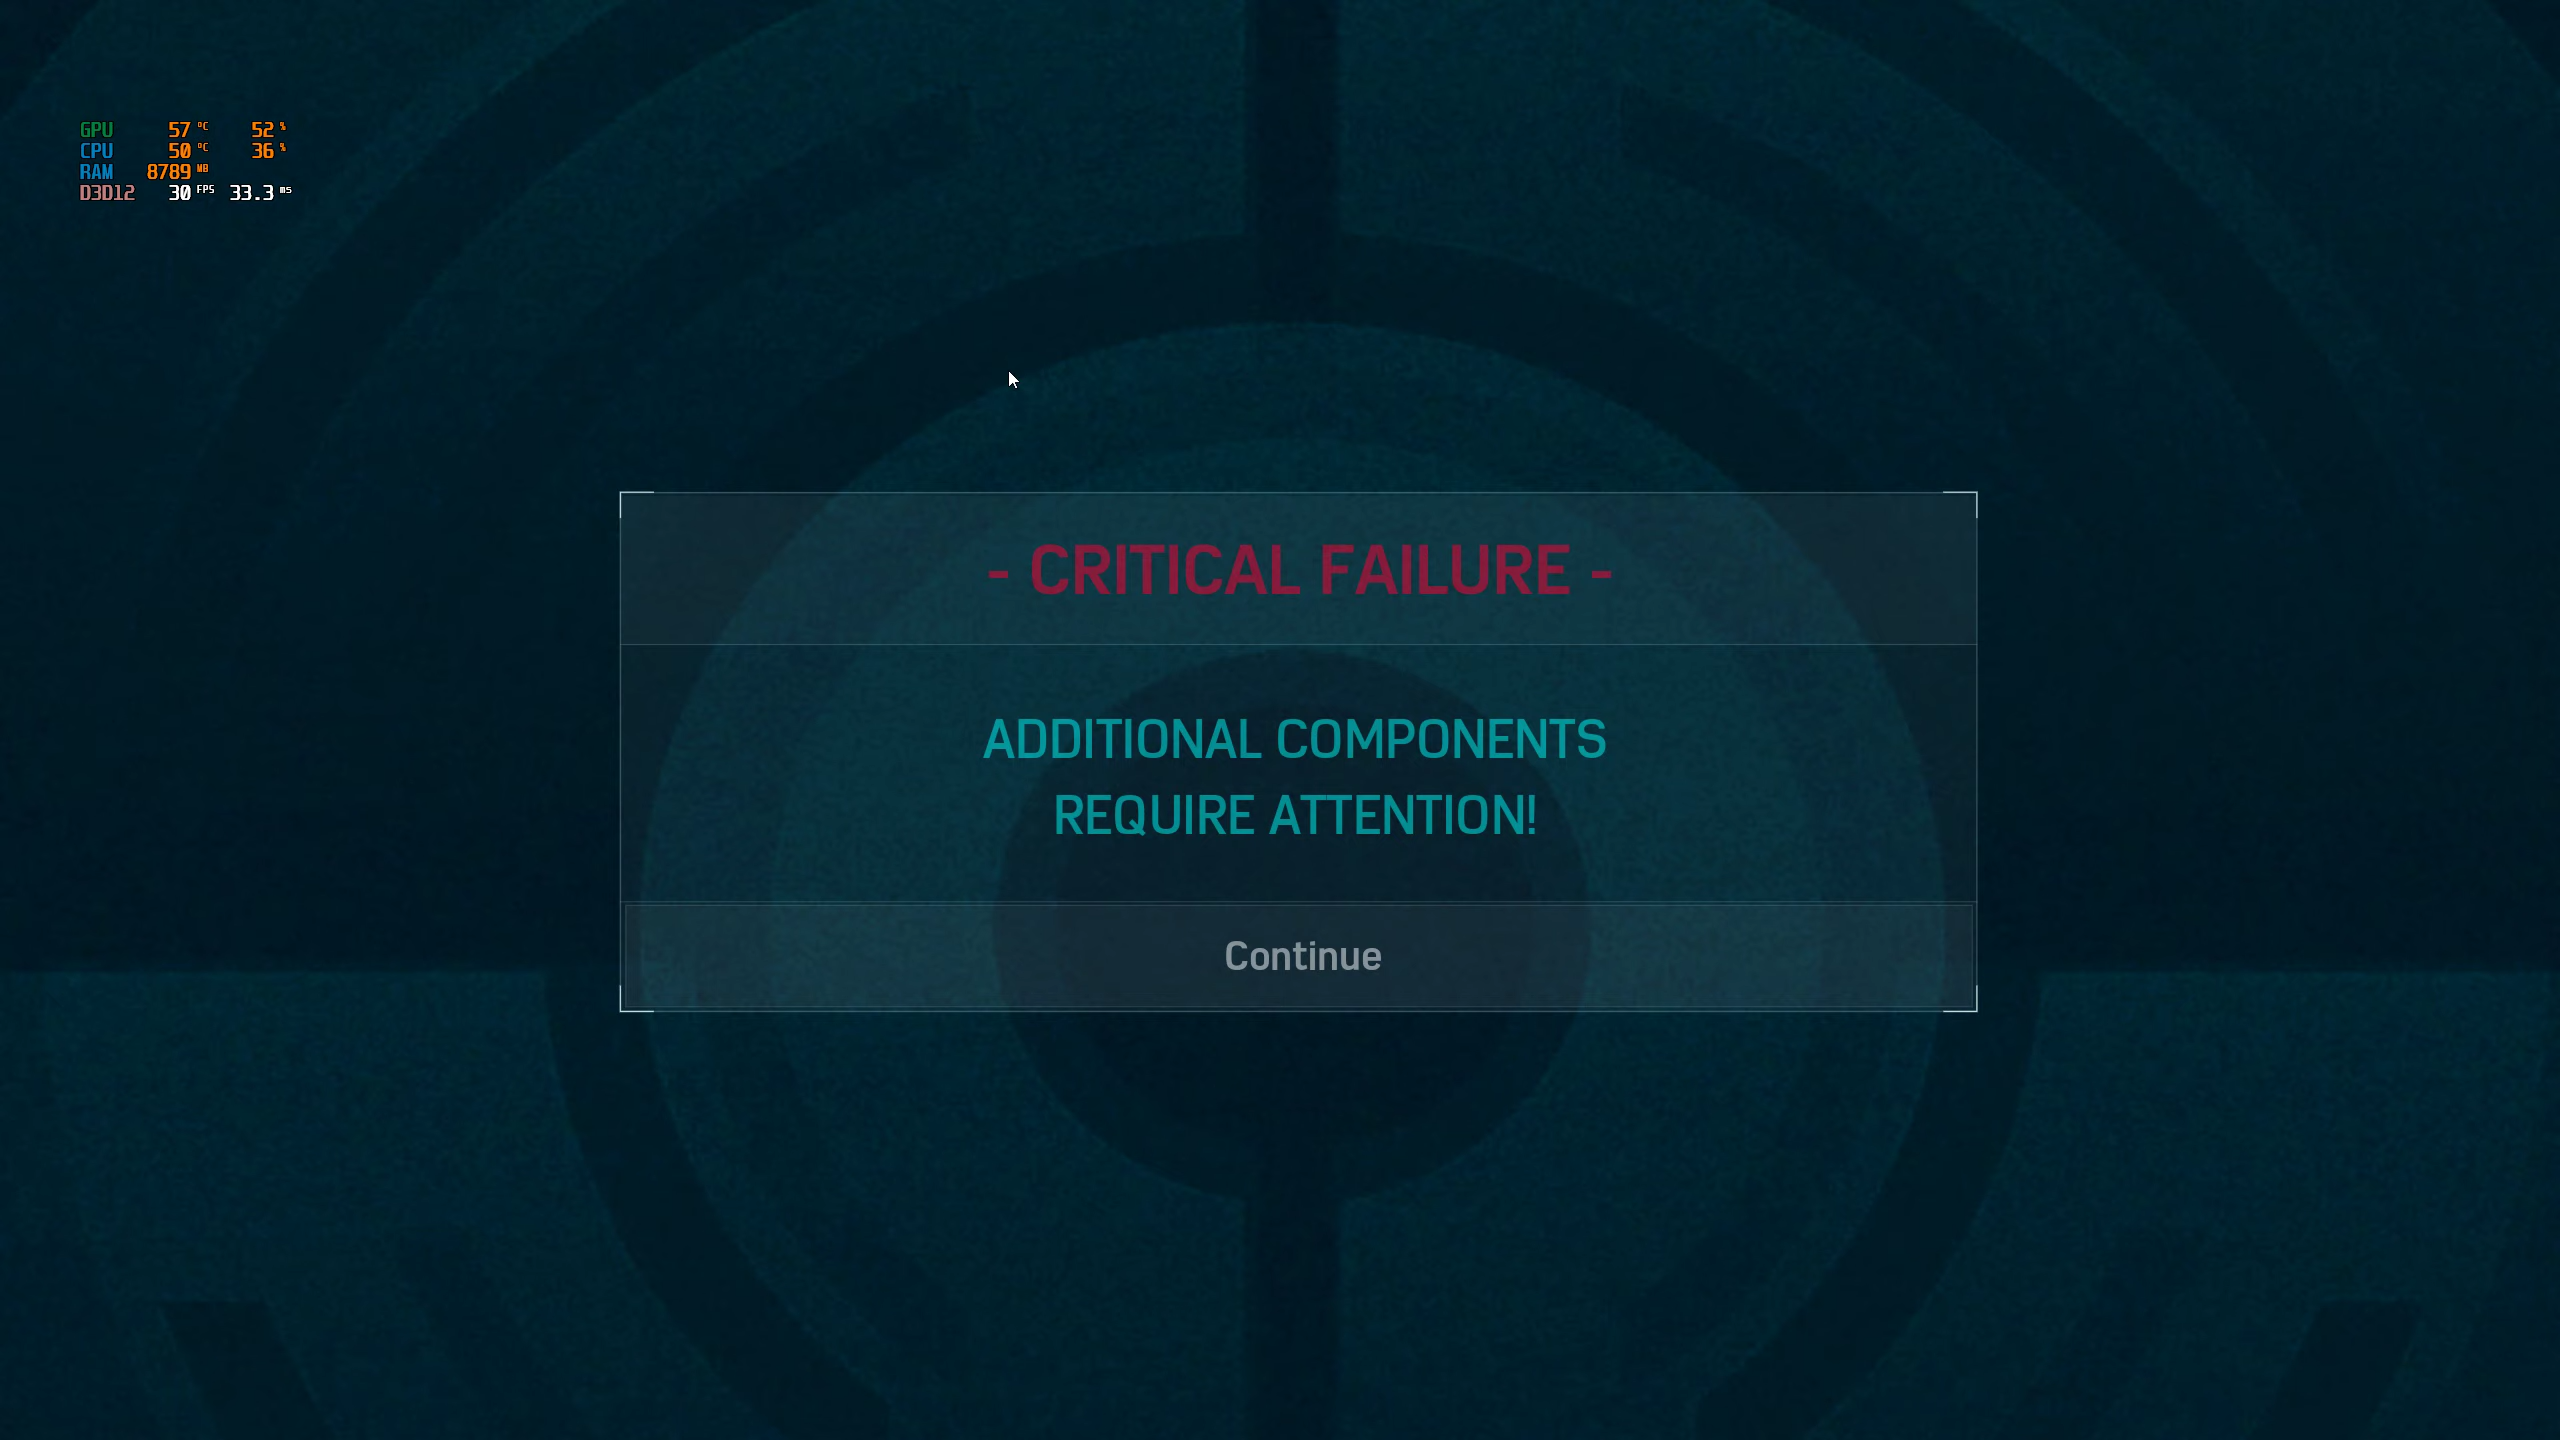 GPU 57 °C 52 %
CPU 50 °C 36 %
RAM 8789 MB
D3D12 30 FPS 33.3 ms
- CRITICAL FAILURE -
ADDITIONAL COMPONENTS
REQUIRE ATTENTION!
Continue